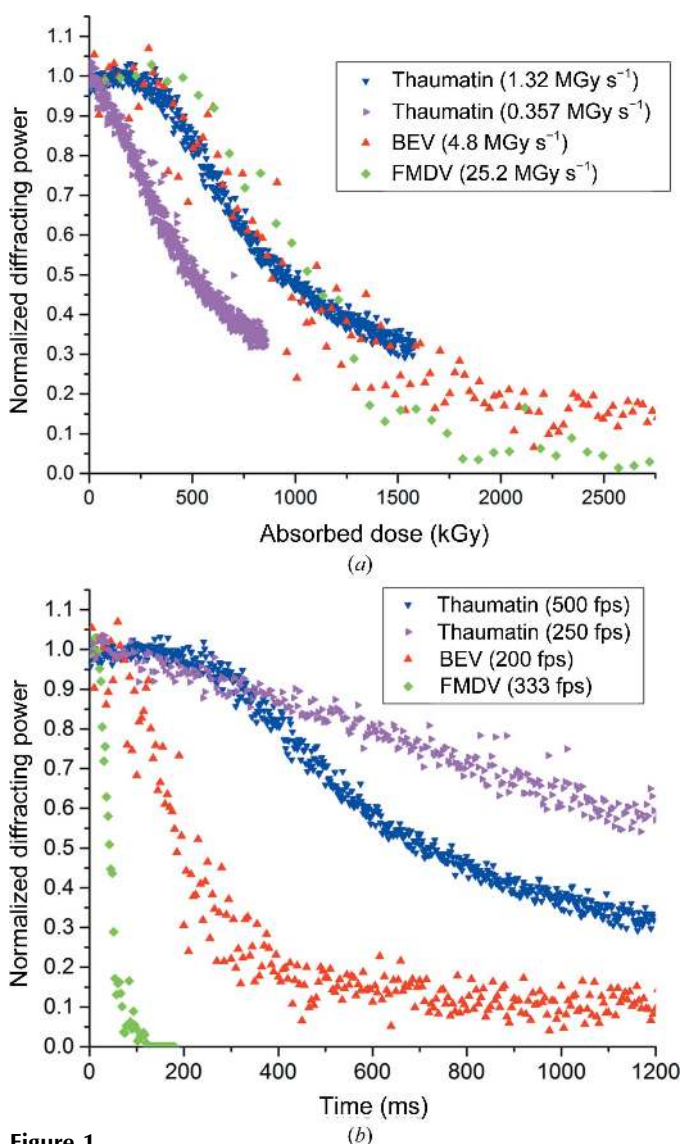 1.1
1.0
0.9
0.8
0.7
0.6
0.5
0.4
0.3
0.2
0.1
0.0
Normalized diffracting power
Thaumatin (1.32 MGy s⁻¹)
Thaumatin (0.357 MGy s⁻¹)
BEV (4.8 MGy s⁻¹)
FMDV (25.2 MGy s⁻¹)
0 500 1000 1500 2000 2500
Absorbed dose (kGy)
(a)
1.1
1.0
0.9
0.8
0.7
0.6
0.5
0.4
0.3
0.2
0.1
0.0
Normalized diffracting power
Thaumatin (500 fps)
Thaumatin (250 fps)
BEV (200 fps)
FMDV (333 fps)
0 200 400 600 800 1000 1200
Time (ms)
(b)
Figure 1